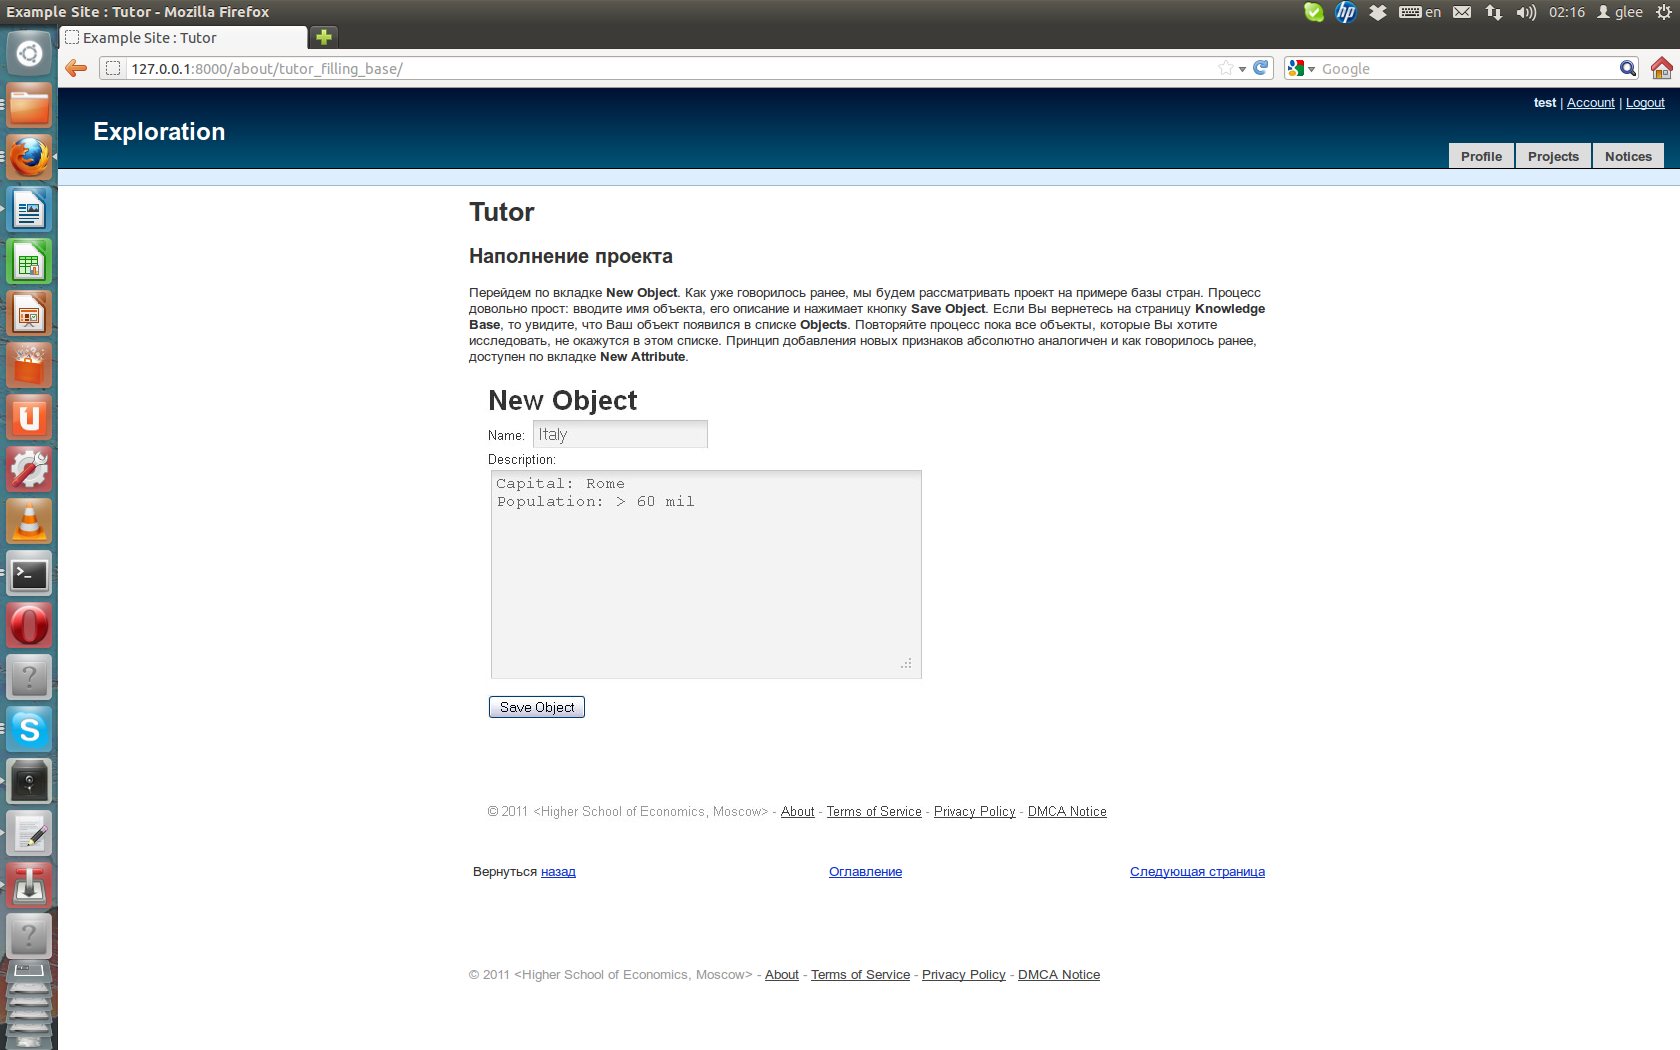 Example Site : Tutor - Mozilla Firefox
en
02:16
glee
Example Site : Tutor
127.0.0.1:8000/about/tutor_filling_base/
Google
test | Account | Logout
Exploration
Profile
Projects
Notices
Tutor
Наполнение проекта
Перейдем по вкладке New Object. Как уже говорилось ранее, мы будем рассматривать проект на примере базы стран. Процесс
довольно прост: вводите имя объекта, его описание и нажимает кнопку Save Object. Если Вы вернетесь на страницу Knowledge
Base, то увидите, что Ваш объект появился в списке Objects. Повторяйте процесс пока все объекты, которые Вы хотите
исследовать, не окажутся в этом списке. Принцип добавления новых признаков абсолютно аналогичен и как говорилось ранее,
доступен по вкладке New Attribute.
New Object
Name: Italy
Description:
Capital: Rome
Population: > 60 mil
Save Object
© 2011 <Higher School of Economics, Moscow> - About - Terms of Service - Privacy Policy - DMCA Notice
Вернуться назад
Оглавление
Следующая страница
© 2011 <Higher School of Economics, Moscow> - About - Terms of Service - Privacy Policy - DMCA Notice